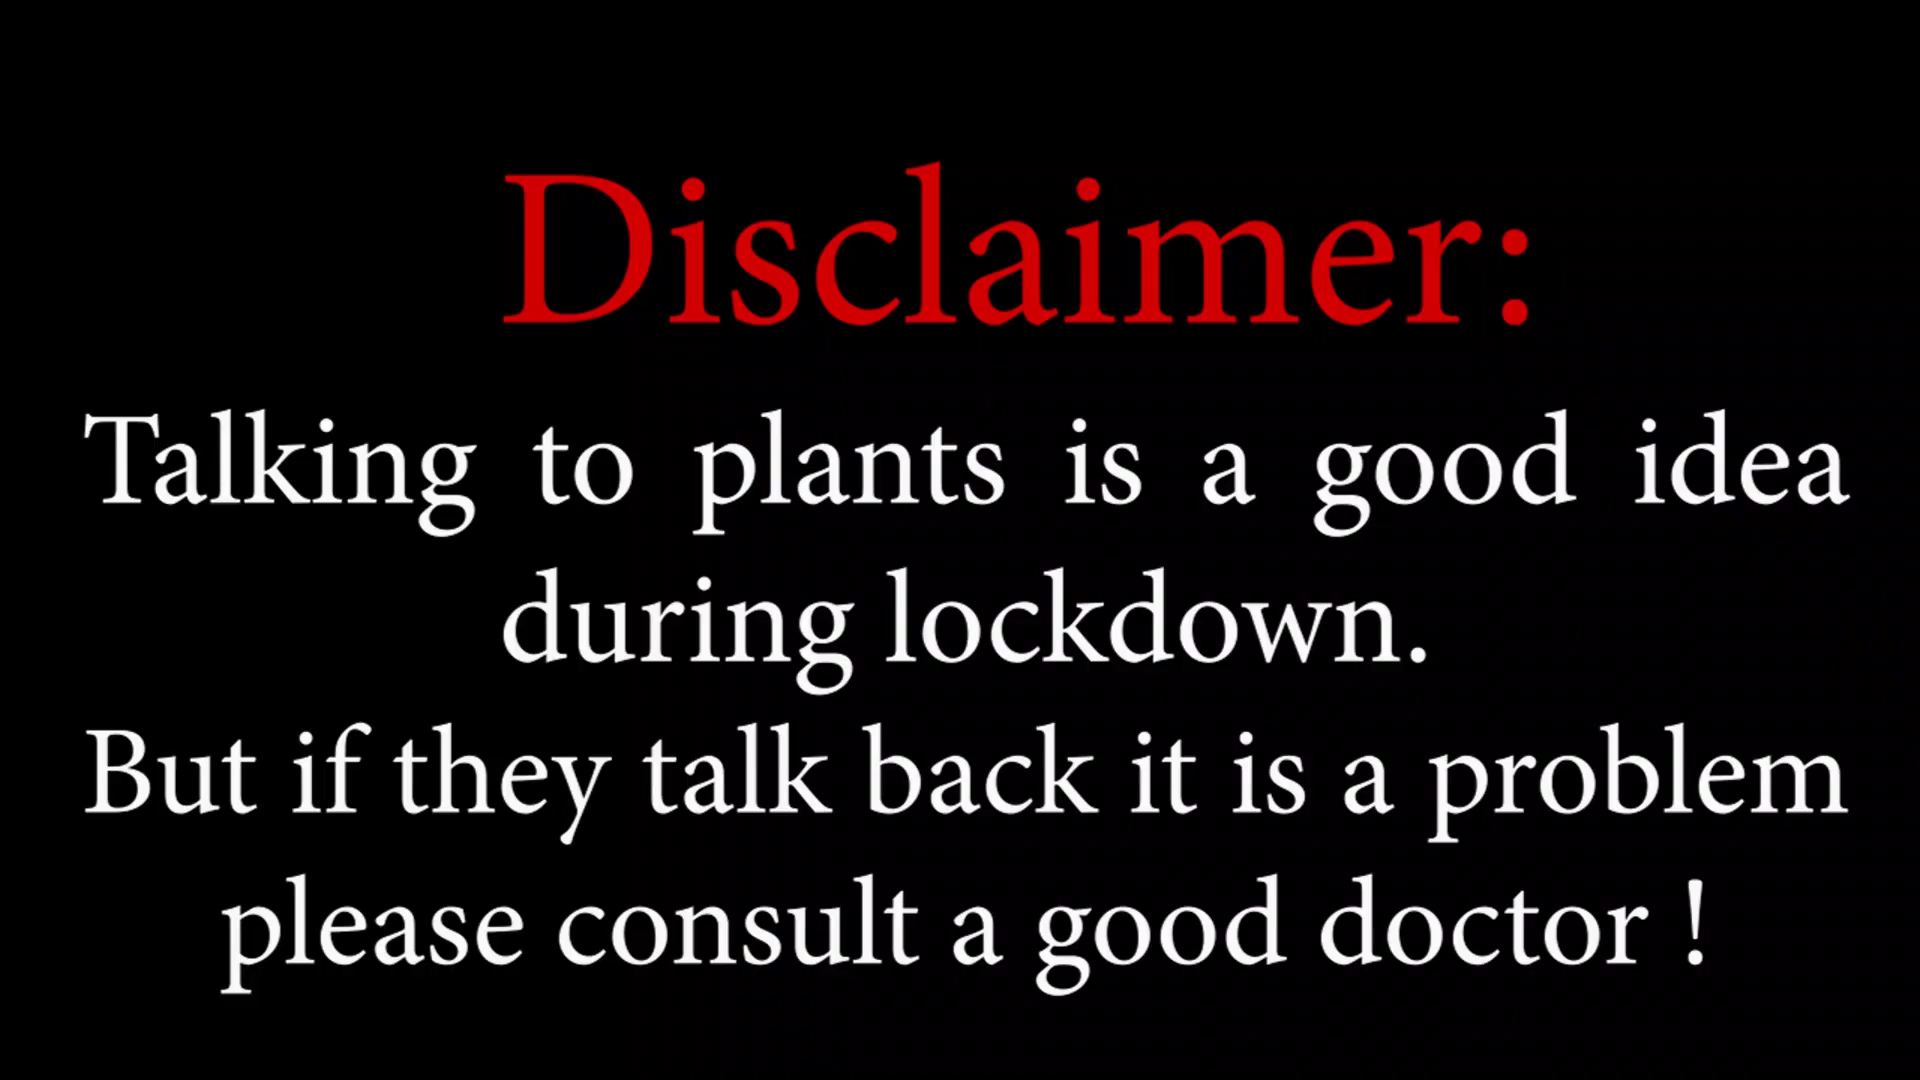 Disclaimer:
Talking to plants is a good idea
during lockdown.
But if they talk back it is a problem
please consult a good doctor !